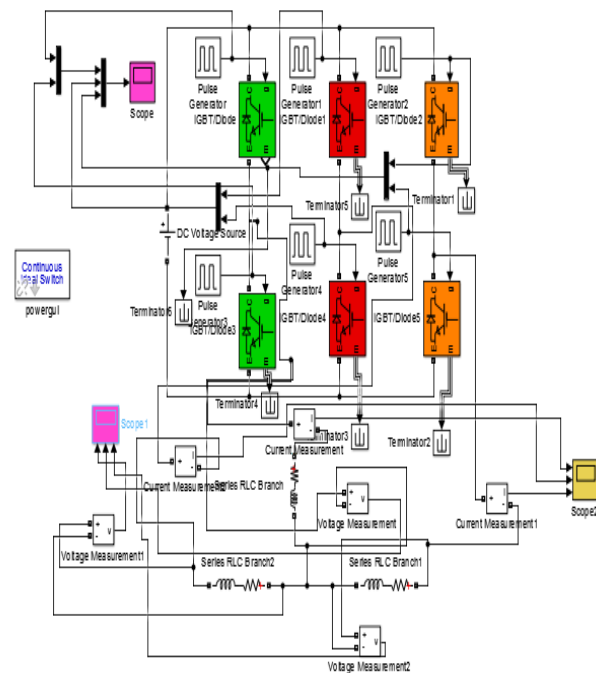 Scope
Pulse
Generator
IGBT/Diode
Pulse
Generator1
IGBT/Diode1
Pulse
Generator2
IGBT/Diode2
g
C
m
E
g
C
m
E
g
C
m
E
Terminator5
Terminator1
+
DC Voltage Source
Continuous
Ideal Switch
powergui
Terminator6
Pulse
Generator3
IGBT/Diode3
Pulse
Generator4
IGBT/Diode4
Pulse
Generator5
IGBT/Diode5
g
C
m
E
g
C
m
E
g
C
m
E
Terminator4
Terminator3
Terminator2
Scope1
+
-
i
Current Measurement
+
-
i
Current Measurement
Series RLC Branch
+
-
v
Voltage Measurement
+
-
i
Current Measurement1
Scope2
+
-
v
Voltage Measurement1
Series RLC Branch2
Series RLC Branch1
+
-
v
Voltage Measurement2